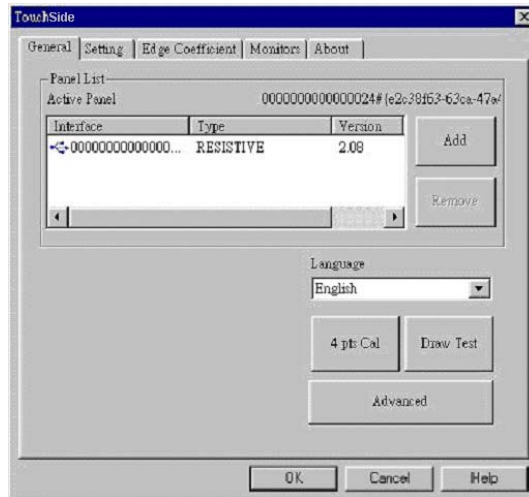 TouchSide
General Setting Edge Coefficient Monitors About
Panel List
Active Panel 0000000000000024#{e2c38f63-63ca-47a4
Interface Type Version
00000000000000... RESISTIVE 2.08
Add
Remove
Language
English
4 pts Cal Draw Test
Advanced
OK Cancel Help